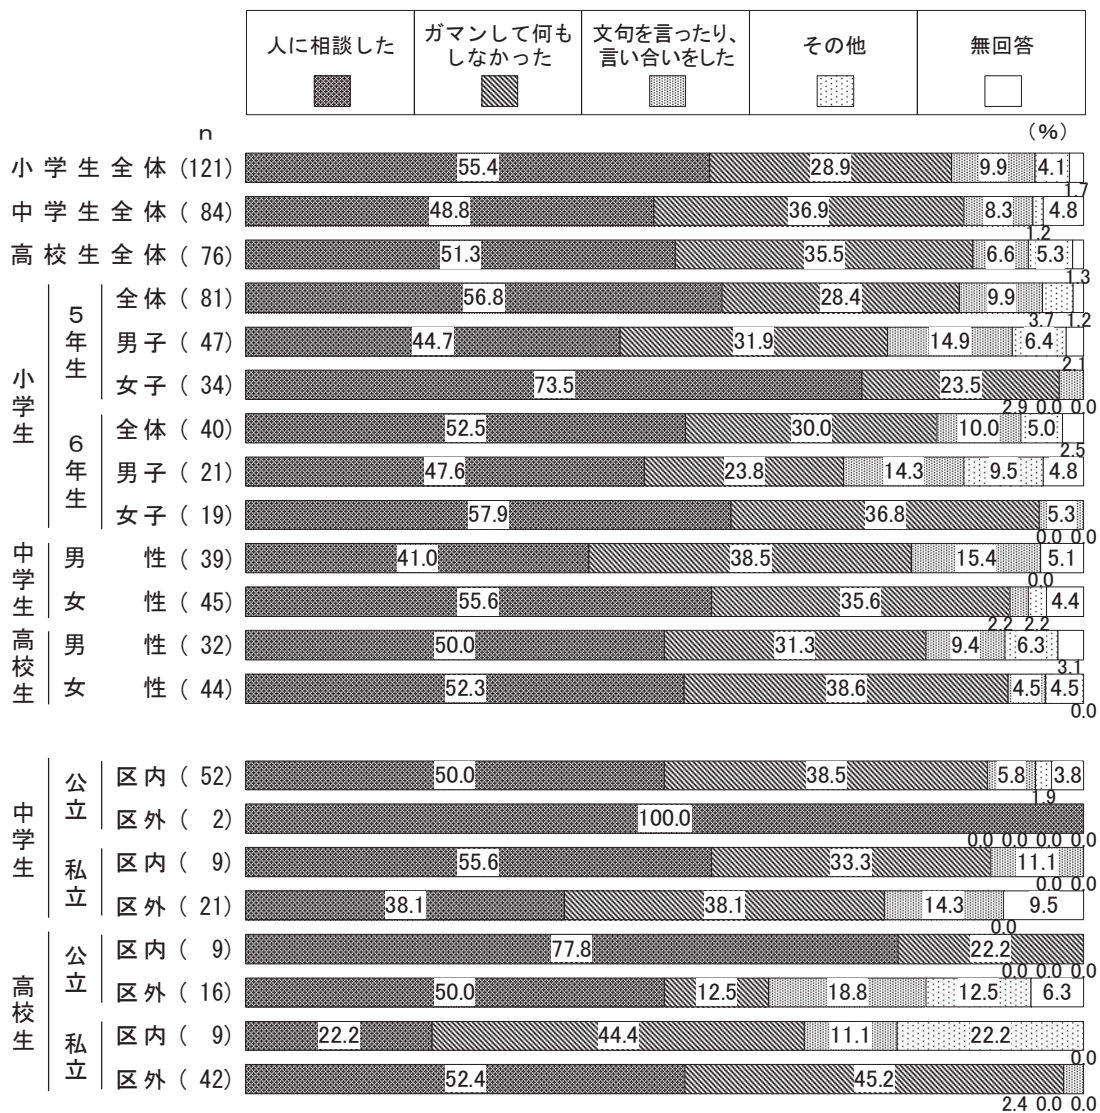 人に相談した
ガマンして何も
しなかった
文句を言ったり、
言い合いをした
その他
無回答
n
(%)
小学生全体 (121) 55.4 28.9 9.9 4.1 1.7
中学生全体 ( 84) 48.8 36.9 8.3 1.2 4.8
高校生全体 ( 76) 51.3 35.5 6.6 5.3 1.3
小学生
5年生
全体 ( 81) 56.8 28.4 9.9 3.7 1.2
男子 ( 47) 44.7 31.9 14.9 6.4 2.1
女子 ( 34) 73.5 23.5 2.9 0.0 0.0
6年生
全体 ( 40) 52.5 30.0 10.0 5.0 2.5
男子 ( 21) 47.6 23.8 14.3 9.5 4.8
女子 ( 19) 57.9 36.8 5.3 0.0 0.0
中学生
男性 ( 39) 41.0 38.5 15.4 0.0 5.1
女性 ( 45) 55.6 35.6 2.2 2.2 4.4
高校生
男性 ( 32) 50.0 31.3 9.4 6.3 3.1
女性 ( 44) 52.3 38.6 4.5 4.5 0.0
中学生
公立
区内 ( 52) 50.0 38.5 5.8 1.9 3.8
区外 ( 2) 100.0 0.0 0.0 0.0 0.0
私立
区内 ( 9) 55.6 33.3 11.1 0.0 0.0
区外 ( 21) 38.1 38.1 14.3 0.0 9.5
高校生
公立
区内 ( 9) 77.8 22.2 0.0 0.0 0.0
区外 ( 16) 50.0 12.5 18.8 12.5 6.3
私立
区内 ( 9) 22.2 44.4 11.1 22.2 0.0
区外 ( 42) 52.4 45.2 2.4 0.0 0.0